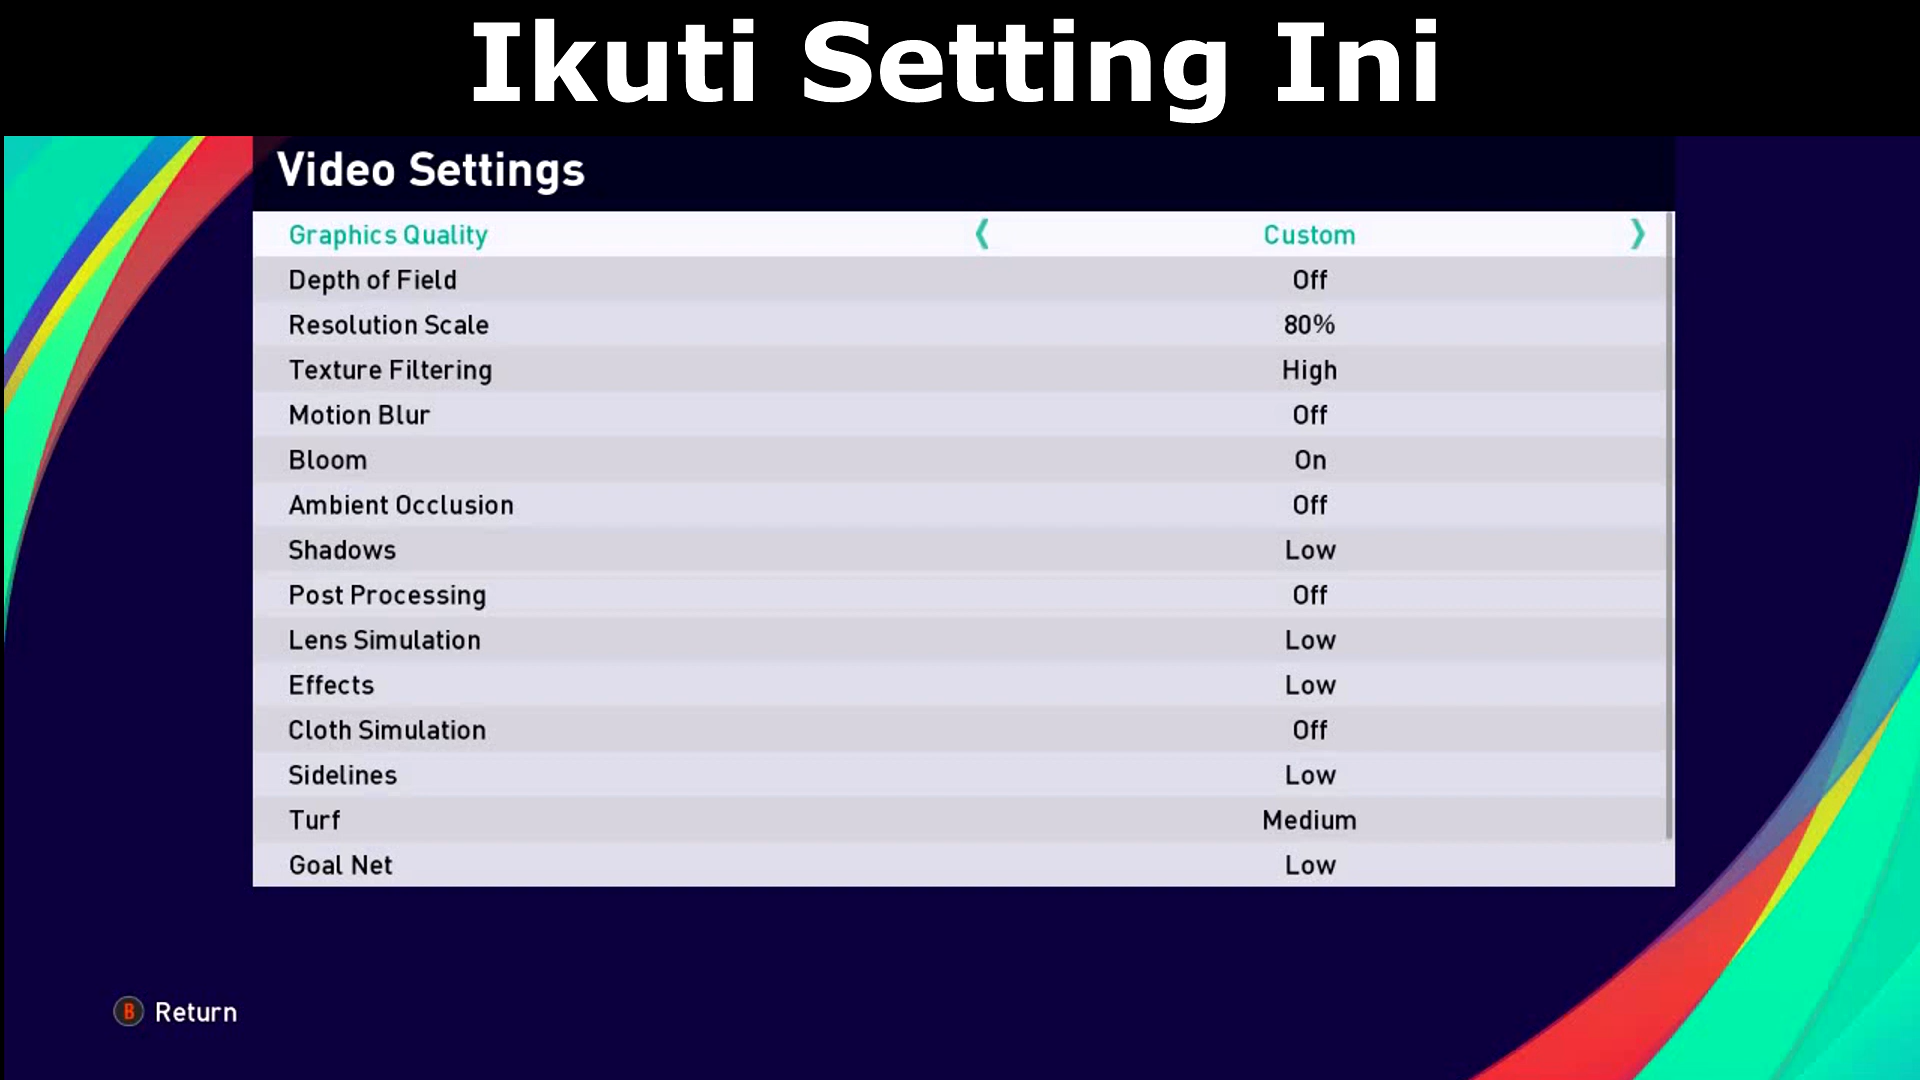 Ikuti Setting Ini
Video Settings
Graphics Quality Custom
Depth of Field Off
Resolution Scale 80%
Texture Filtering High
Motion Blur Off
Bloom On
Ambient Occlusion Off
Shadows Low
Post Processing Off
Lens Simulation Low
Effects Low
Cloth Simulation Off
Sidelines Low
Turf Medium
Goal Net Low
B Return